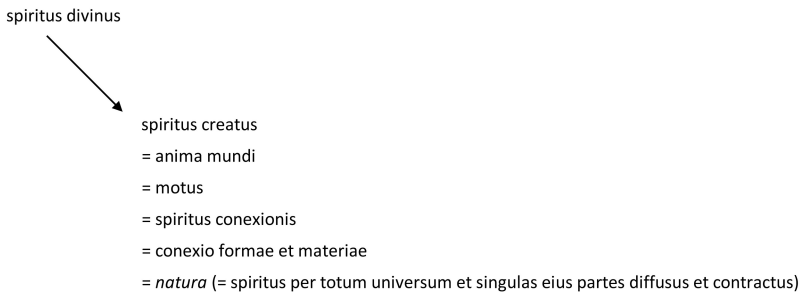 spiritus divinus
spiritus creatus
= anima mundi
= motus
= spiritus conexionis
= conexio formae et materiae
= natura (= spiritus per totum universum et singulas eius partes diffusus et contractus)